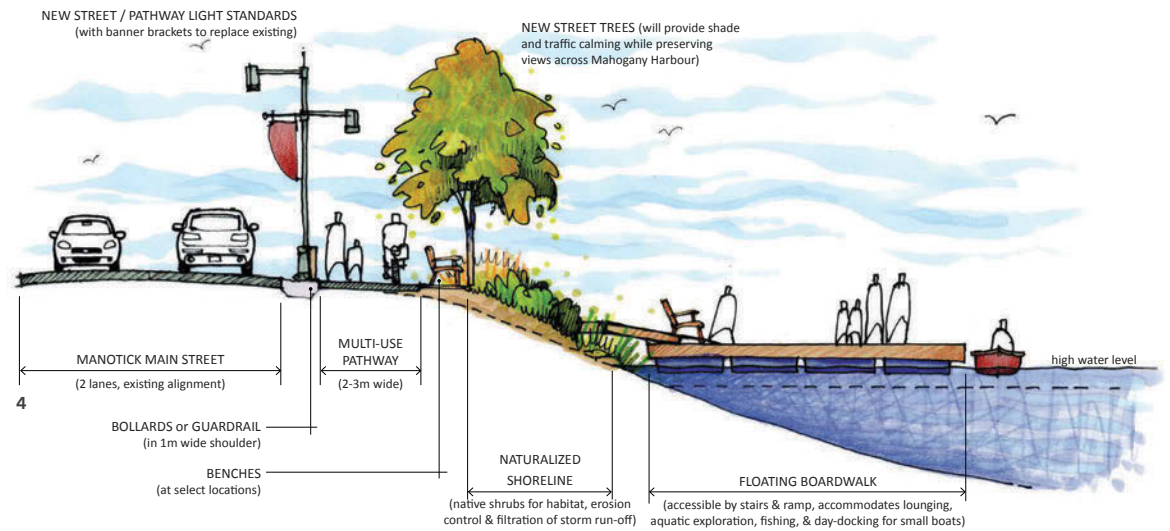 NEW STREET / PATHWAY LIGHT STANDARDS
(with banner brackets to replace existing)
NEW STREET TREES (will provide shade
and traffic calming while preserving
views across Mahogany Harbour)
high water level
MANOTICK MAIN STREET
(2 lanes, existing alignment)
MULTI-USE
PATHWAY
(2-3m wide)
4
BOLLARDS or GUARDRAIL
(in 1m wide shoulder)
BENCHES
(at select locations)
NATURALIZED
SHORELINE
(native shrubs for habitat, erosion
control & filtration of storm run-off)
FLOATING BOARDWALK
(accessible by stairs & ramp, accommodates lounging,
aquatic exploration, fishing, & day-docking for small boats)